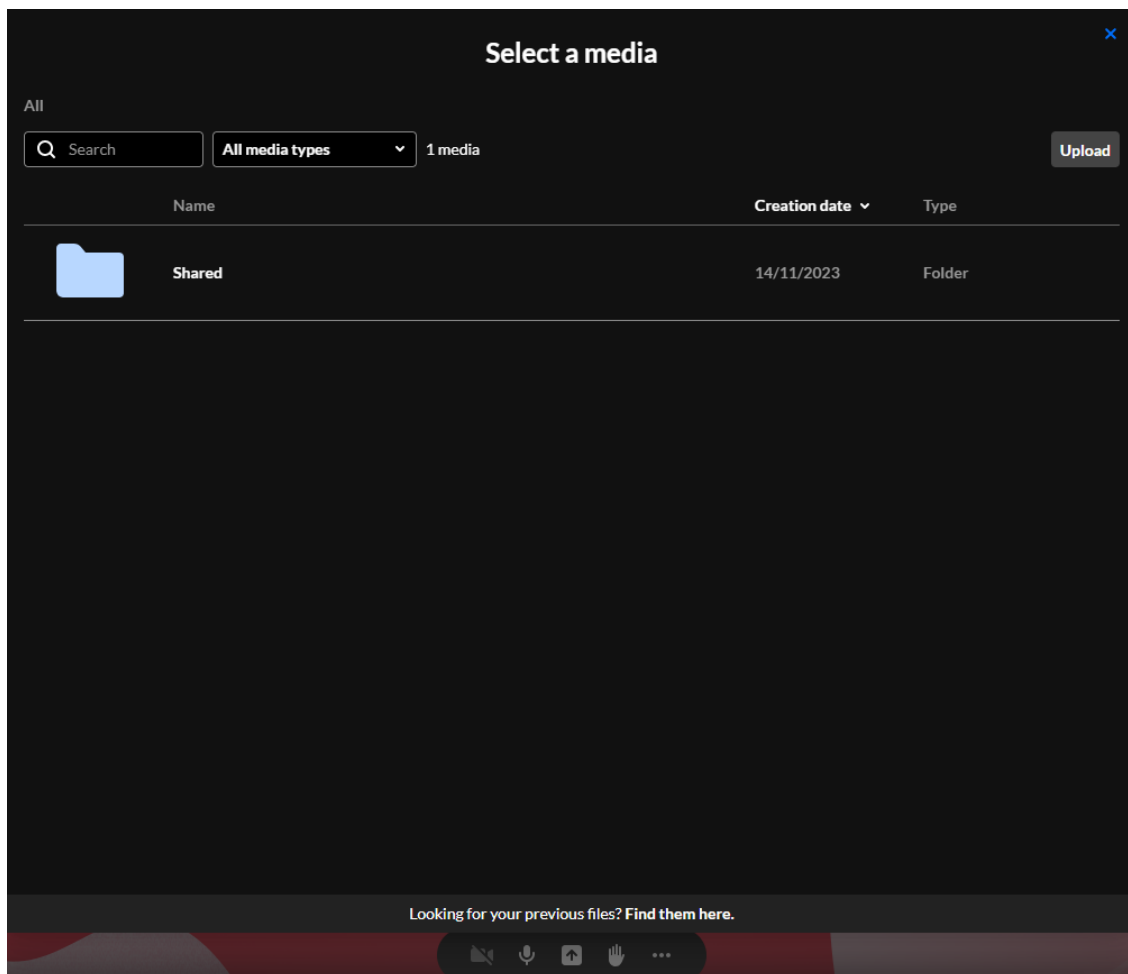 Select a media
All
Search All media types 1 media Upload
Name Creation date Type
Shared 14/11/2023 Folder
Looking for your previous files? Find them here.